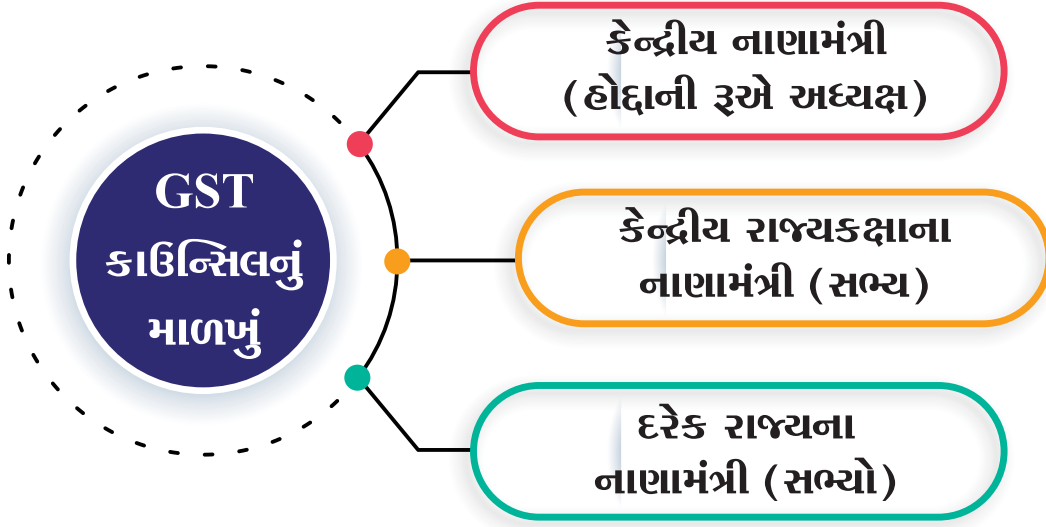 GST
કાઉન્સિલનું
માળખું
કેન્દ્રીય નાણામંત્રી
(હોદ્દાની રૂએ અધ્યક્ષ)
કેન્દ્રીય રાજ્યકક્ષાના
નાણામંત્રી (સભ્ય)
દરેક રાજ્યના
નાણામંત્રી (સભ્યો)